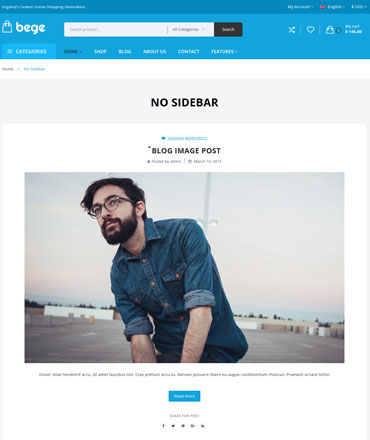 England's Fastest Online Shopping Destination
My Account
English
$ USD
bege
Search product...
All Categories
Search
My cart
$ 145.00
CATEGORIES
HOME
SHOP
BLOG
ABOUT US
CONTACT
FEATURES
Home
No Sidebar
NO SIDEBAR
FASHION WORDPRESS
BLOG IMAGE POST
Posted by admin
March 10, 2015
Donec vitae hendrerit arcu, sit amet faucibus nisl. Cras pretium arcu ex. Aenean posuere libero eu augue condimentum rhoncus. Praesent ornare tortor
Read more
SHARE THIS POST